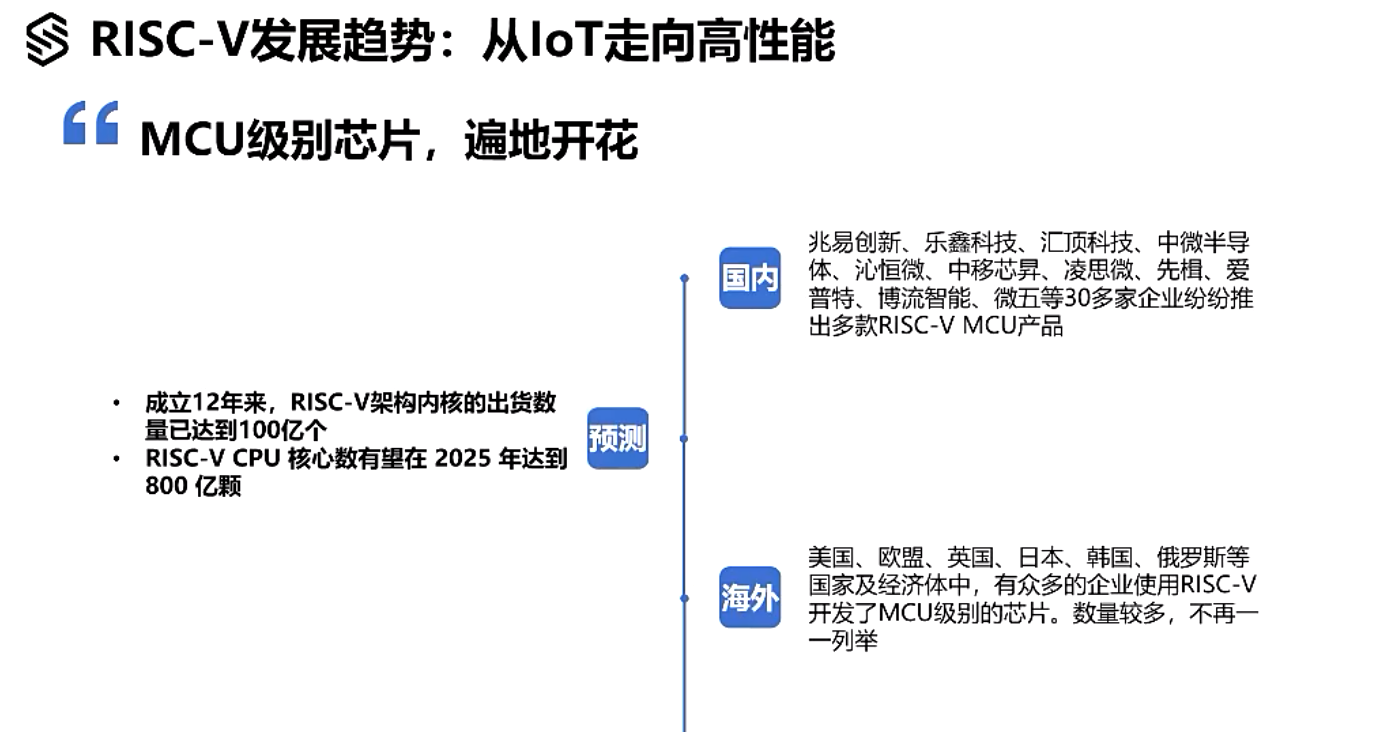 RISC-V发展趋势：从IoT走向高性能
MCU级别芯片，遍地开花
国内
兆易创新、乐鑫科技、汇顶科技、中微半导
体、沁恒微、中移芯昇、凌思微、先楫、爱
普特、博流智能、微五等30多家企业纷纷推
出多款RISC-V MCU产品
• 成立12年来，RISC-V架构内核的出货数
量已达到100亿个
• RISC-V CPU 核心数有望在 2025 年达到
800 亿颗
预测
海外
美国、欧盟、英国、日本、韩国、俄罗斯等
国家及经济体中，有众多的企业使用RISC-V
开发了MCU级别的芯片。数量较多，不再一
一列举